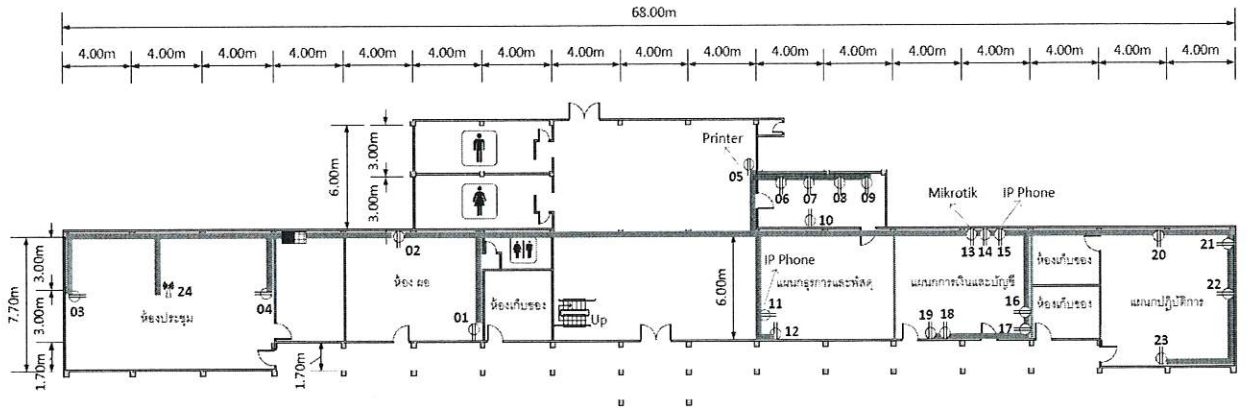 68.00m
4.00m 4.00m 4.00m 4.00m 4.00m 4.00m 4.00m 4.00m 4.00m 4.00m 4.00m 4.00m 4.00m 4.00m 4.00m 4.00m 4.00m
6.00m
3.00m
3.00m
Printer
05
06 07 08 09
10
Mikrotik
IP Phone
13 14 15
7.70m
3.00m
3.00m
1.70m
03
24
04
ห้องประชุม
02
ห้อง ผอ
01
1.70m
ห้องเก็บของ
Up
6.00m
IP Phone
11
12
แผนกธุรการและพัสดุ
แผนกการเงินและบัญชี
16
17
18
19
ห้องเก็บของ
ห้องเก็บของ
20
21
22
แผนกปฏิบัติการ
23